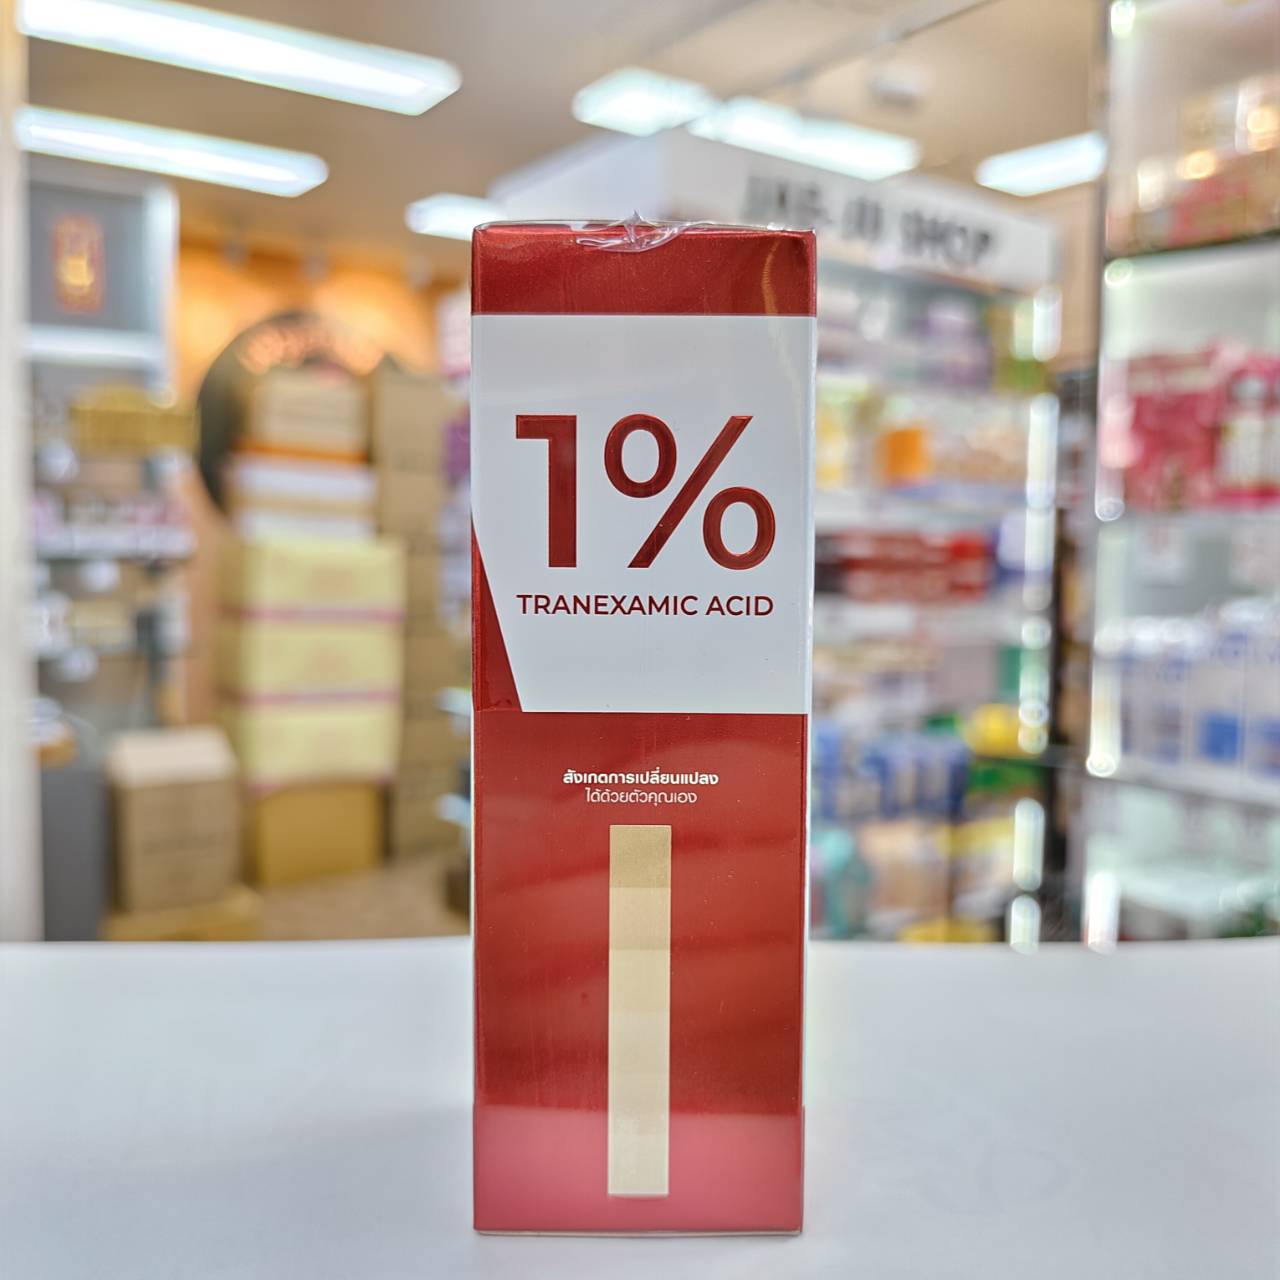 1%
TRANEXAMIC ACID
สังเกตการเปลี่ยนแปลง
ได้ด้วยตัวคุณเอง
SHOP